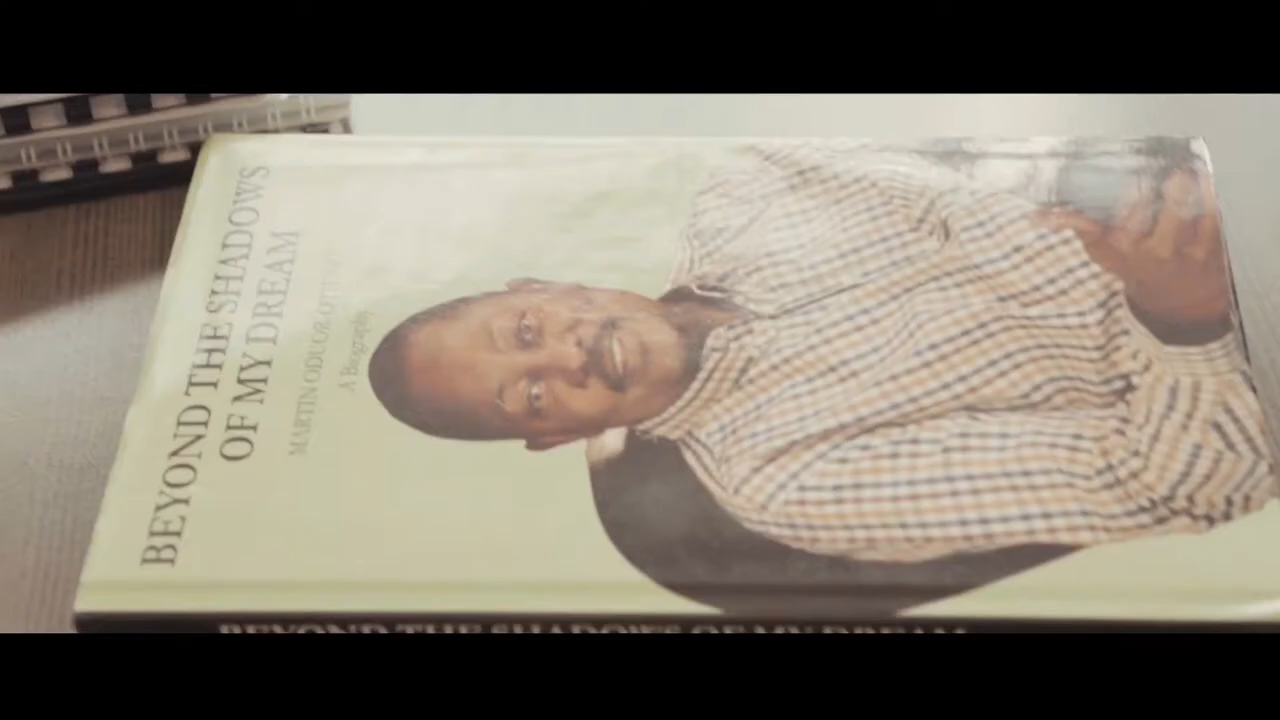 BEYOND THE SHADOWS
OF MY DREAM
MARTIN ODUOR-OTIENO
A Biography
BEYOND THE SHADOWS OF MY DREAM